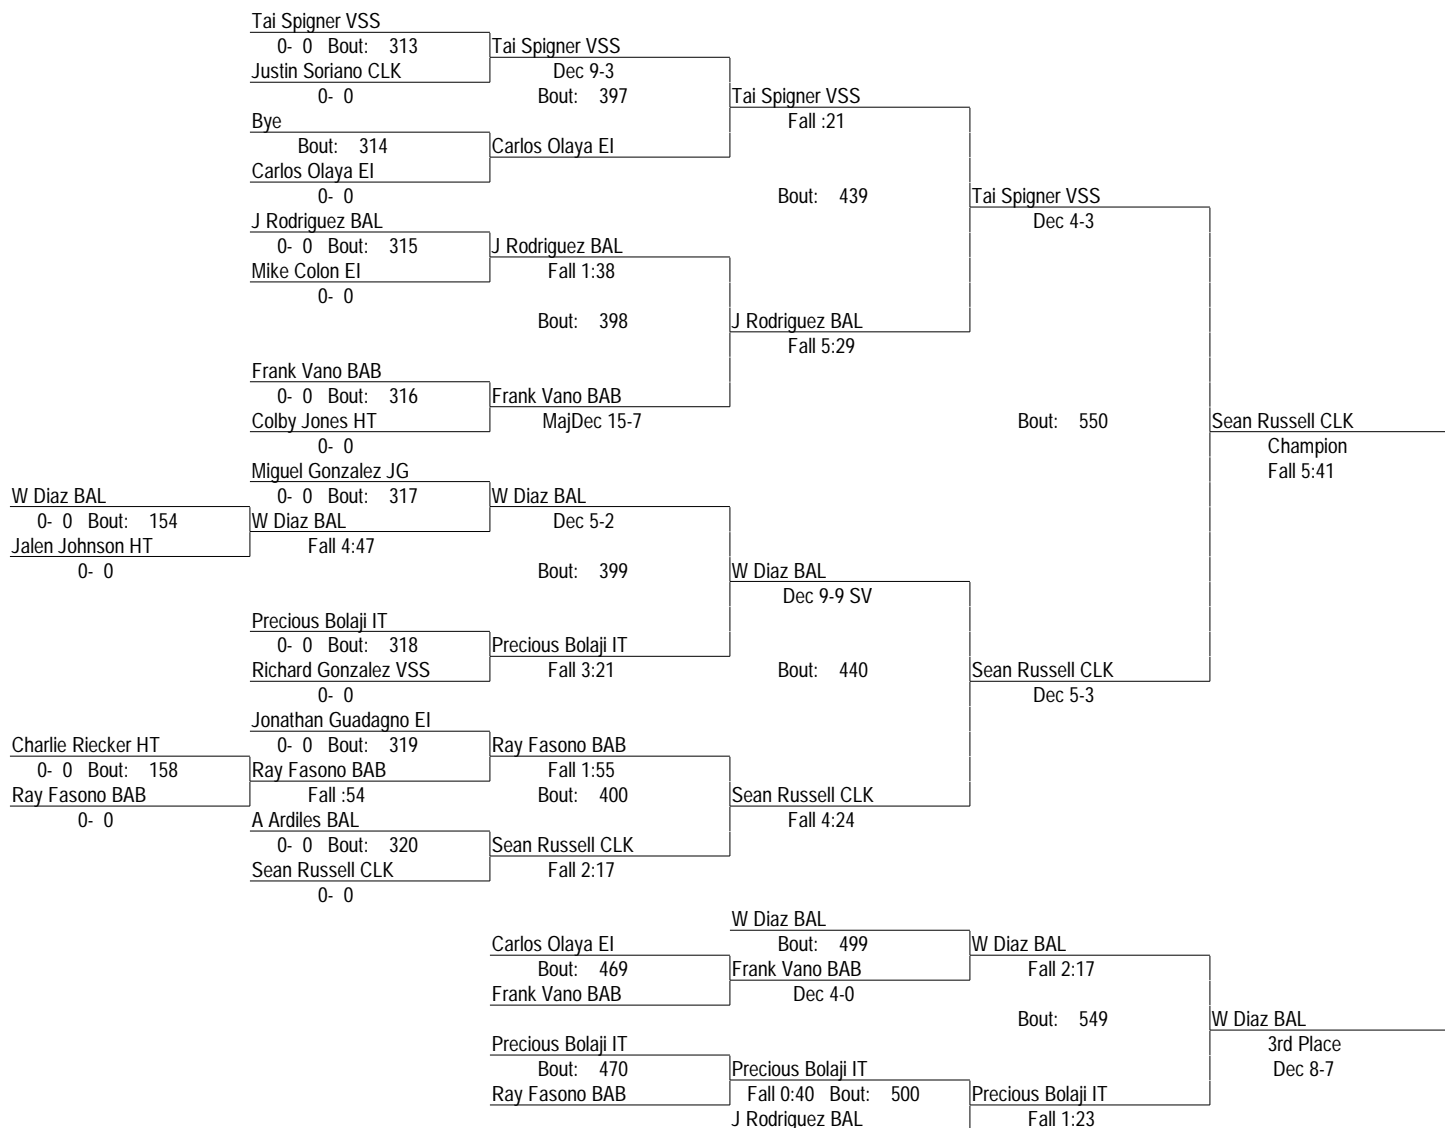 Tai Spigner VSS
0- 0 Bout: 313
Tai Spigner VSS
Justin Soriano CLK
Dec 9-3
0- 0
Bout: 397
Tai Spigner VSS
Bye
Fall :21
Bout: 314
Carlos Olaya EI
Carlos Olaya EI
0- 0
Bout: 439
Tai Spigner VSS
J Rodriguez BAL
Dec 4-3
0- 0 Bout: 315
J Rodriguez BAL
Mike Colon EI
Fall 1:38
0- 0
Bout: 398
J Rodriguez BAL
Fall 5:29
Frank Vano BAB
0- 0 Bout: 316
Frank Vano BAB
Colby Jones HT
MajDec 15-7
Bout: 550
Sean Russell CLK
0- 0
Champion
Miguel Gonzalez JG
Fall 5:41
W Diaz BAL
0- 0 Bout: 317
W Diaz BAL
0- 0 Bout: 154
W Diaz BAL
Dec 5-2
Jalen Johnson HT
Fall 4:47
0- 0
Bout: 399
W Diaz BAL
Dec 9-9 SV
Precious Bolaji IT
0- 0 Bout: 318
Precious Bolaji IT
Richard Gonzalez VSS
Fall 3:21
Bout: 440
Sean Russell CLK
0- 0
Dec 5-3
Jonathan Guadagno EI
Charlie Riecker HT
0- 0 Bout: 319
Ray Fasono BAB
0- 0 Bout: 158
Ray Fasono BAB
Fall 1:55
Ray Fasono BAB
Fall :54
Bout: 400
Sean Russell CLK
0- 0
A Ardiles BAL
Fall 4:24
0- 0 Bout: 320
Sean Russell CLK
Sean Russell CLK
Fall 2:17
0- 0
W Diaz BAL
Carlos Olaya EI
Bout: 499
W Diaz BAL
Bout: 469
Frank Vano BAB
Fall 2:17
Frank Vano BAB
Dec 4-0
Bout: 549
W Diaz BAL
Precious Bolaji IT
3rd Place
Bout: 470
Precious Bolaji IT
Dec 8-7
Ray Fasono BAB
Fall 0:40 Bout: 500
Precious Bolaji IT
J Rodriguez BAL
Fall 1:23